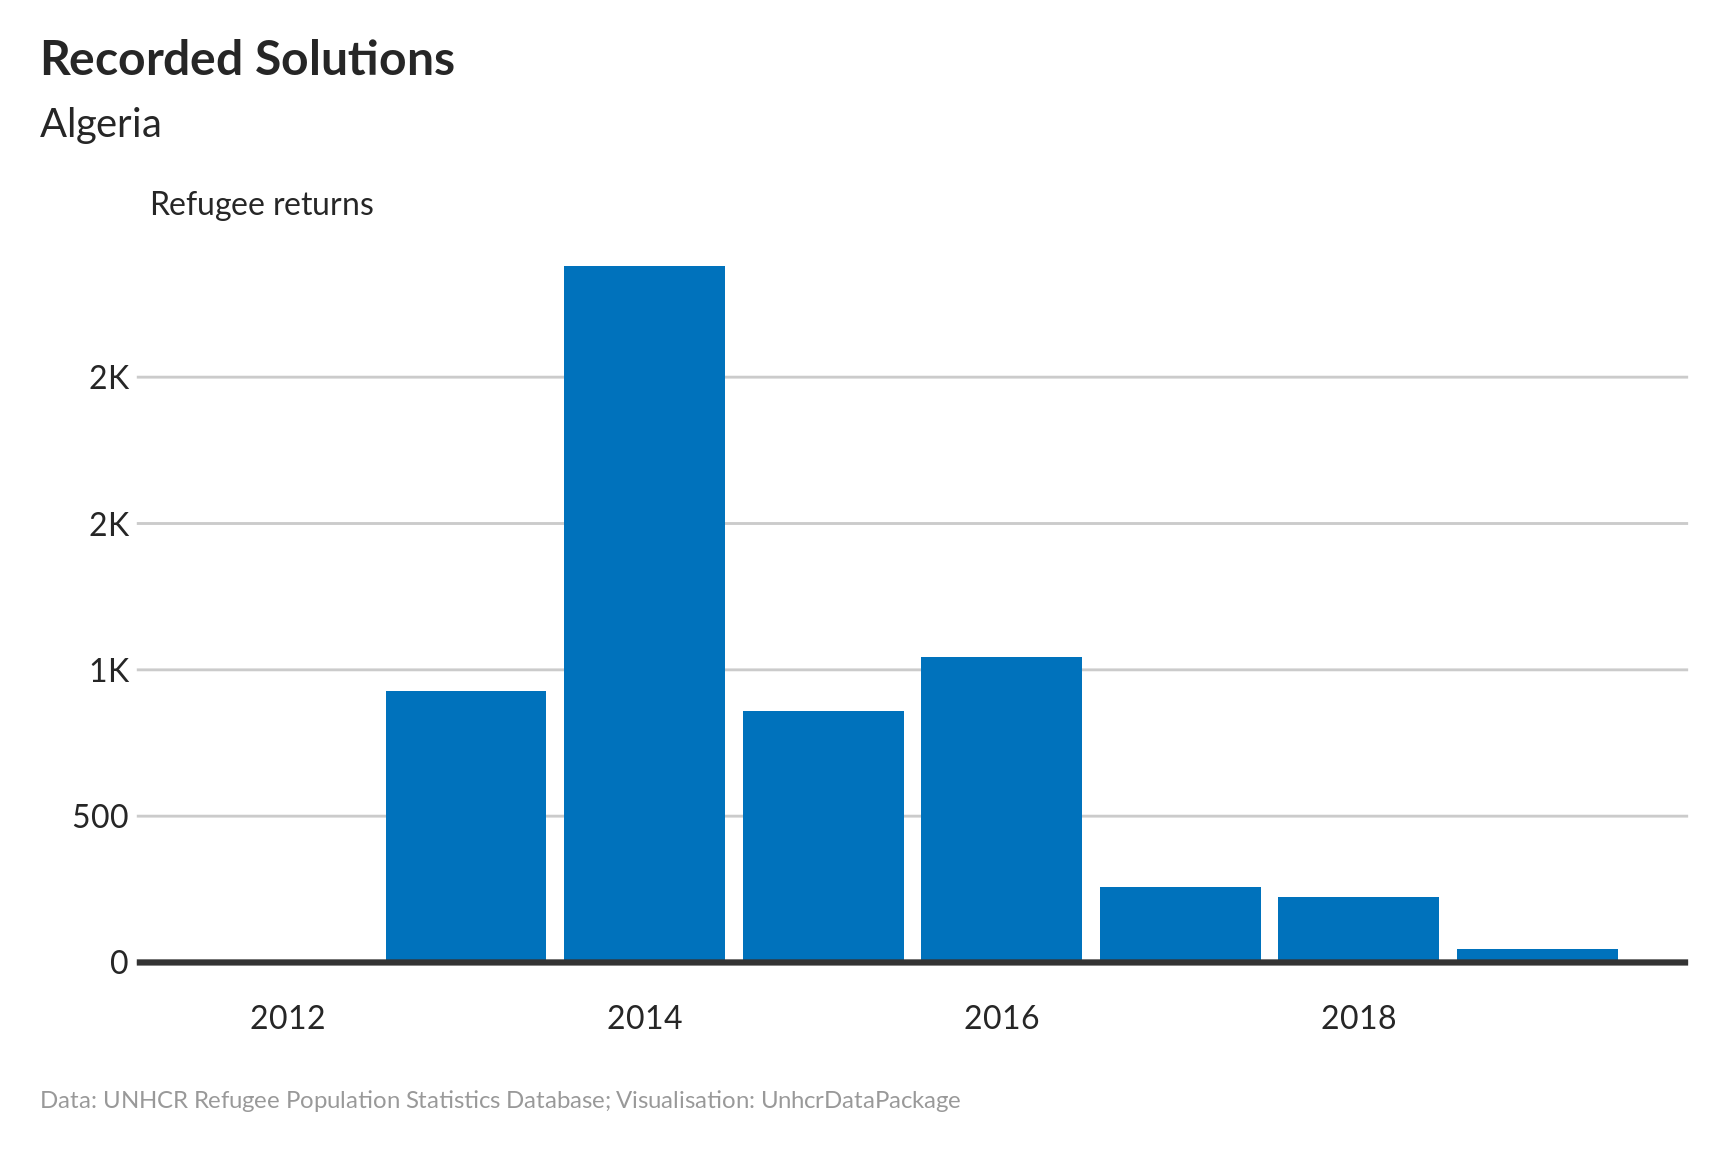 Recorded Solutions
Algeria
Refugee returns
2K
2K
1K
500
0
2012 2014 2016 2018
Data: UNHCR Refugee Population Statistics Database; Visualisation: UnhcrDataPackage